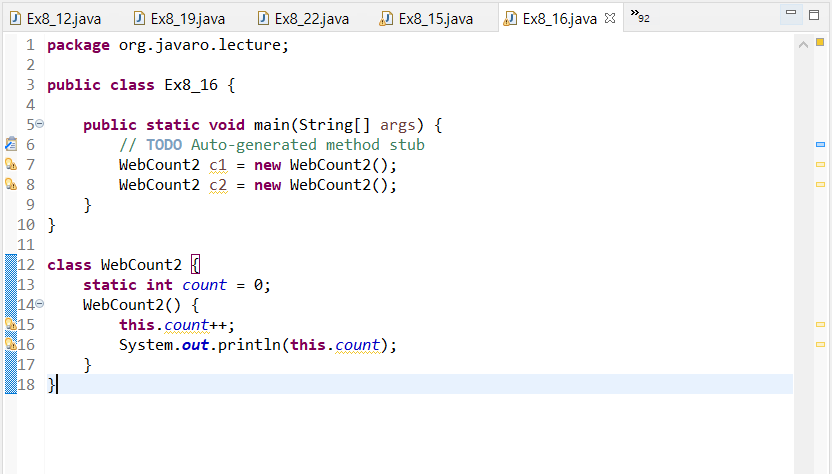 Ex8_12.java Ex8_19.java Ex8_22.java Ex8_15.java Ex8_16.java »92
1 package org.javaro.lecture;
2
3 public class Ex8_16 {
4
5 public static void main(String[] args) {
6 // TODO Auto-generated method stub
7 WebCount2 c1 = new WebCount2();
8 WebCount2 c2 = new WebCount2();
9 }
10 }
11
12 class WebCount2 {
13 static int count = 0;
14 WebCount2() {
15 this.count++;
16 System.out.println(this.count);
17 }
18 }